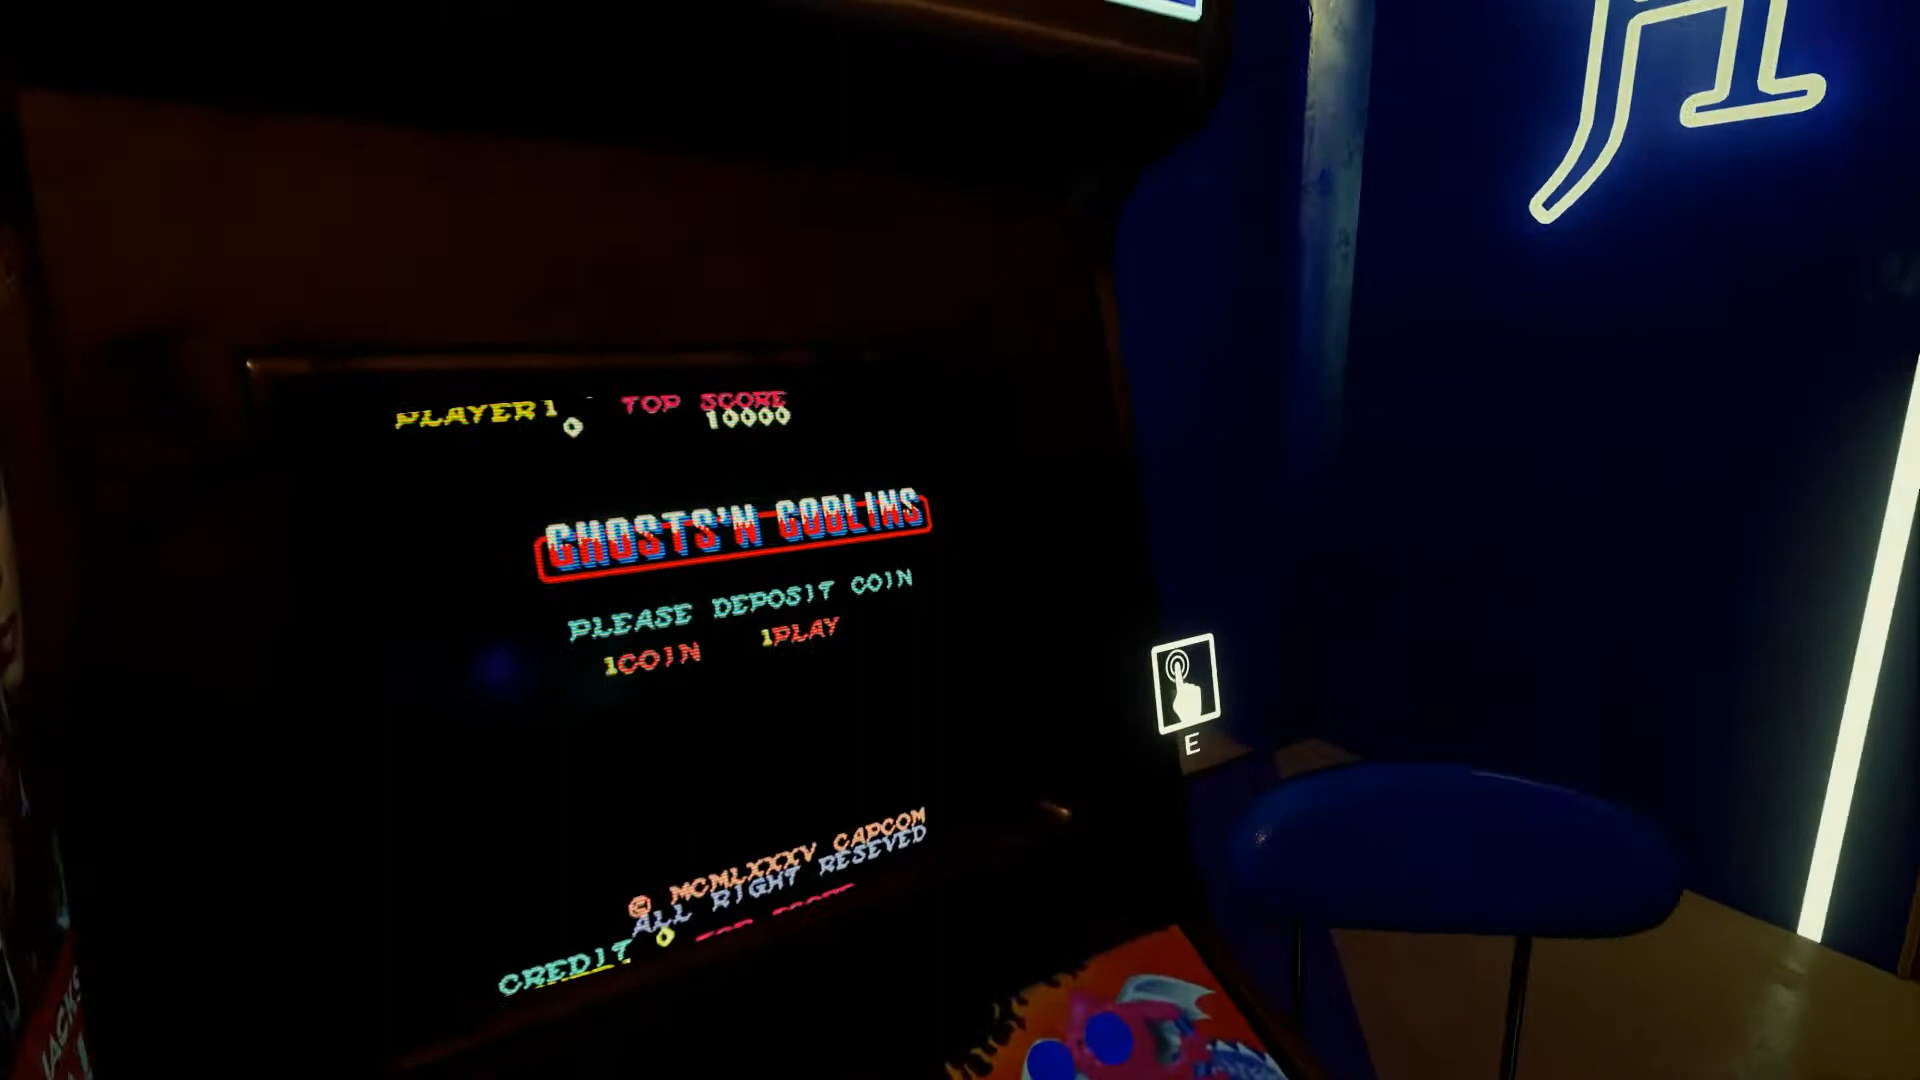 PLAYER1 TOP SCORE
0 10000
GHOSTS'N GOBLINS
PLEASE DEPOSIT COIN
1COIN 1PLAY
E
© MCMLXXXV CAPCOM
ALL RIGHT RESEVED
CREDIT 0